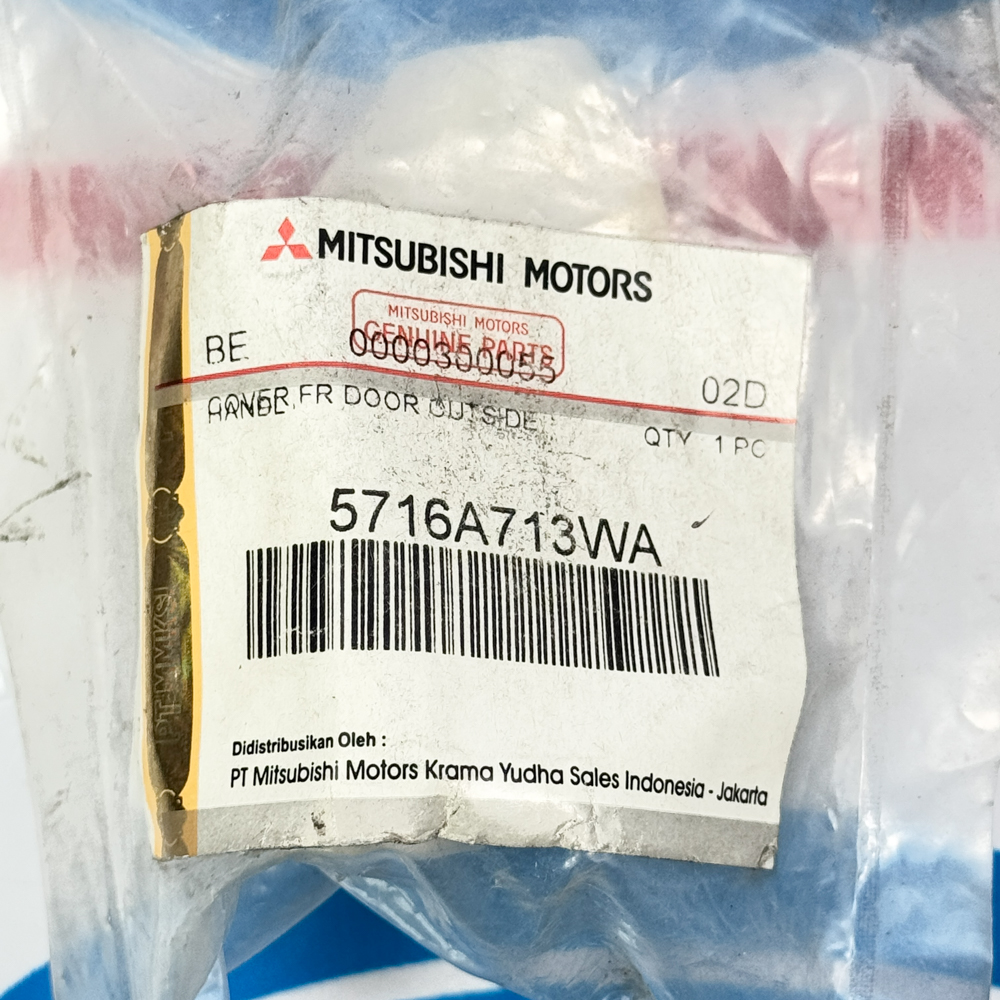 MITSUBISHI MOTORS
MITSUBISHI MOTORS
GENUINE PARTS
BE 0000300055 02D
COVER,FR DOOR OUTSIDE
QTY 1 PC
5716A713WA
Didistribusikan Oleh :
PT Mitsubishi Motors Krama Yudha Sales Indonesia - Jakarta